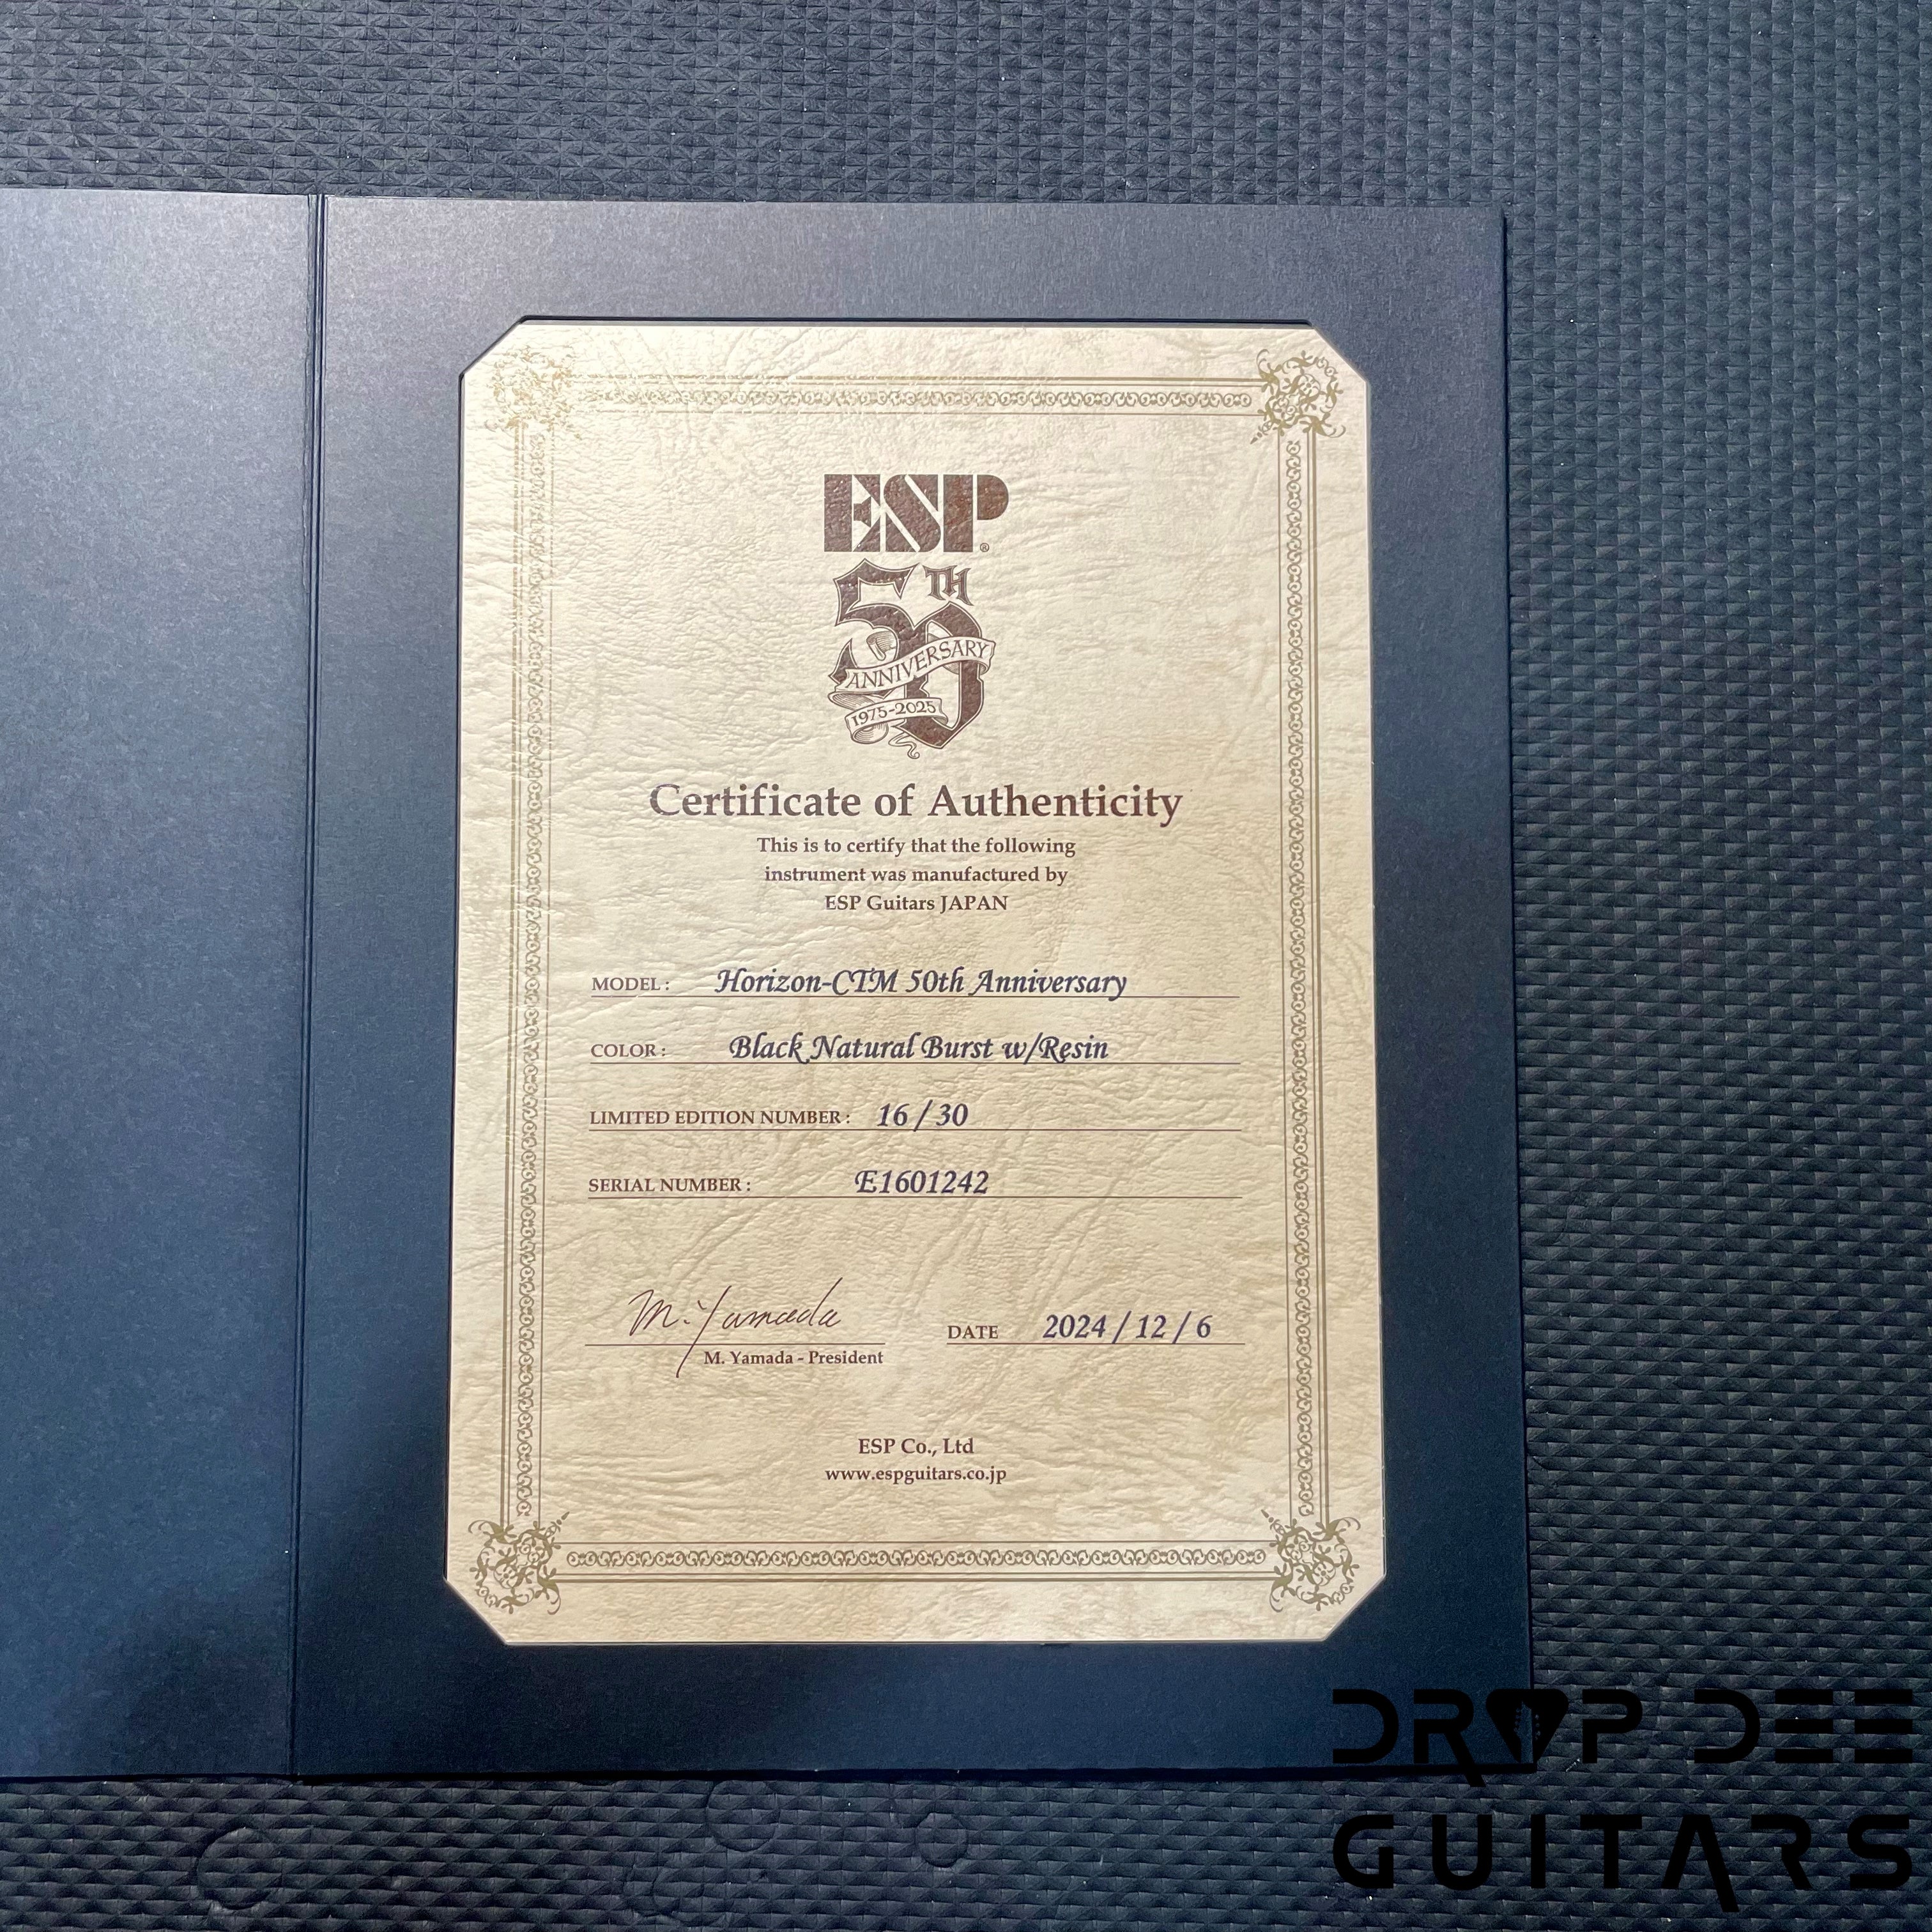 ESP®
50TH
ANNIVERSARY
1975-2025
Certificate of Authenticity
This is to certify that the following
instrument was manufactured by
ESP Guitars JAPAN
MODEL : Horizon-CTM 50th Anniversary
COLOR : Black Natural Burst w/Resin
LIMITED EDITION NUMBER : 16 / 30
SERIAL NUMBER : E1601242
M. Yamada
DATE 2024 / 12 / 6
M. Yamada - President
ESP Co., Ltd
www.espguitars.co.jp
DROP DEE
GUITARS